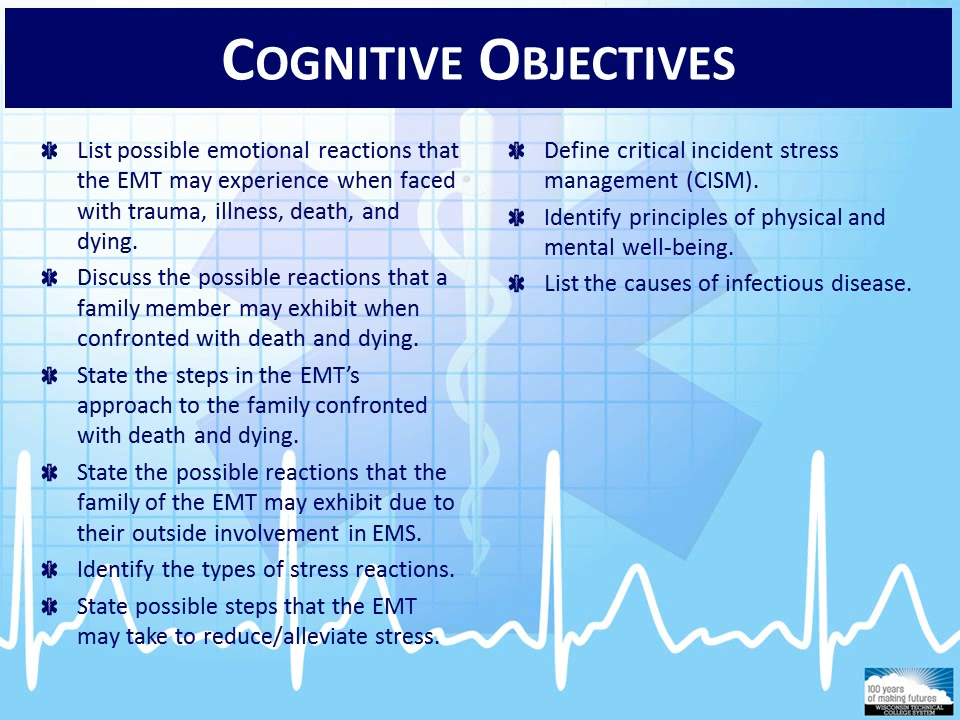 COGNITIVE OBJECTIVES
List possible emotional reactions that
the EMT may experience when faced
with trauma, illness, death, and
dying.
Discuss the possible reactions that a
family member may exhibit when
confronted with death and dying.
State the steps in the EMT’s
approach to the family confronted
with death and dying.
State the possible reactions that the
family of the EMT may exhibit due to
their outside involvement in EMS.
Identify the types of stress reactions.
State possible steps that the EMT
may take to reduce/alleviate stress.
Define critical incident stress
management (CISM).
Identify principles of physical and
mental well-being.
List the causes of infectious disease.
100 years
of making futures
WISCONSIN TECHNICAL
COLLEGE SYSTEM